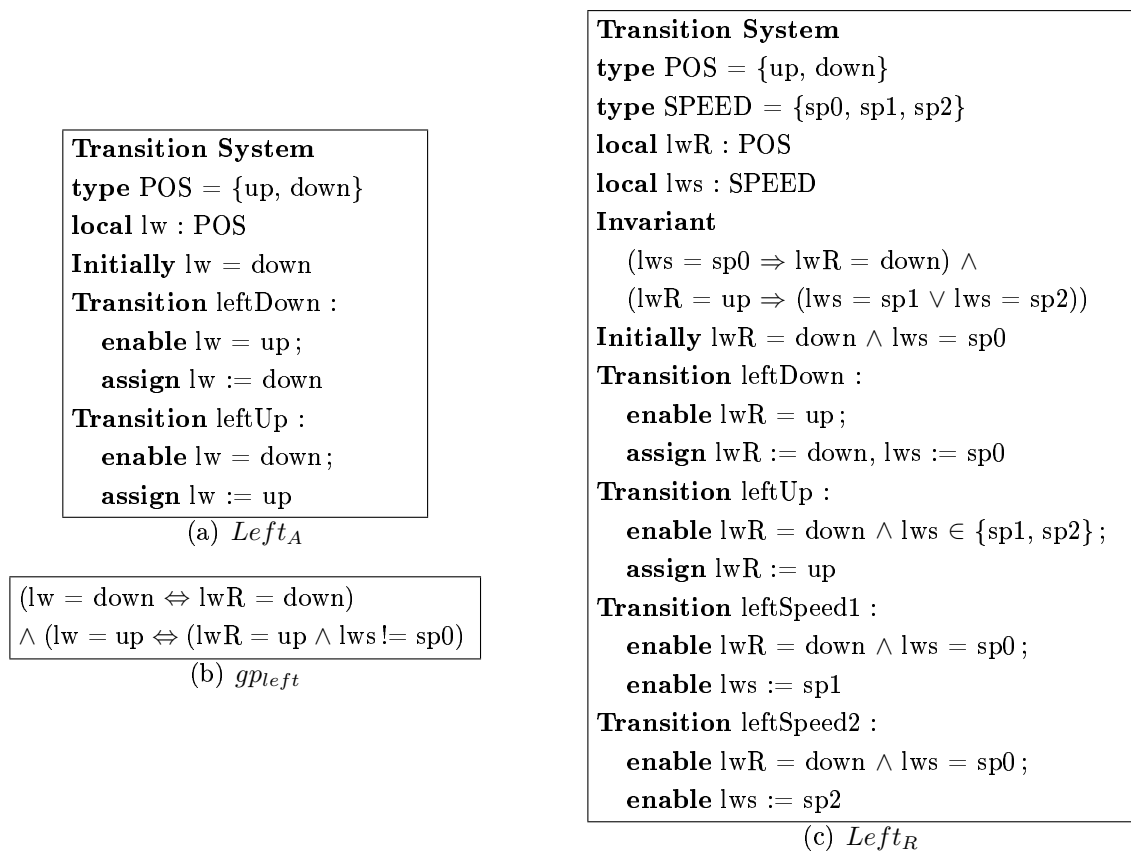 Transition System
type POS = {up, down}
local lw : POS
Initially lw = down
Transition leftDown :
enable lw = up ;
assign lw := down
Transition leftUp :
enable lw = down ;
assign lw := up
(a) Left_A
(lw = down ⇔ lwR = down)
∧ (lw = up ⇔ (lwR = up ∧ lws != sp0)
(b) gp_left
Transition System
type POS = {up, down}
type SPEED = {sp0, sp1, sp2}
local lwR : POS
local lws : SPEED
Invariant
(lws = sp0 ⇒ lwR = down) ∧
(lwR = up ⇒ (lws = sp1 ∨ lws = sp2))
Initially lwR = down ∧ lws = sp0
Transition leftDown :
enable lwR = up ;
assign lwR := down, lws := sp0
Transition leftUp :
enable lwR = down ∧ lws ∈ {sp1, sp2} ;
assign lwR := up
Transition leftSpeed1 :
enable lwR = down ∧ lws = sp0 ;
enable lws := sp1
Transition leftSpeed2 :
enable lwR = down ∧ lws = sp0 ;
enable lws := sp2
(c) Left_R